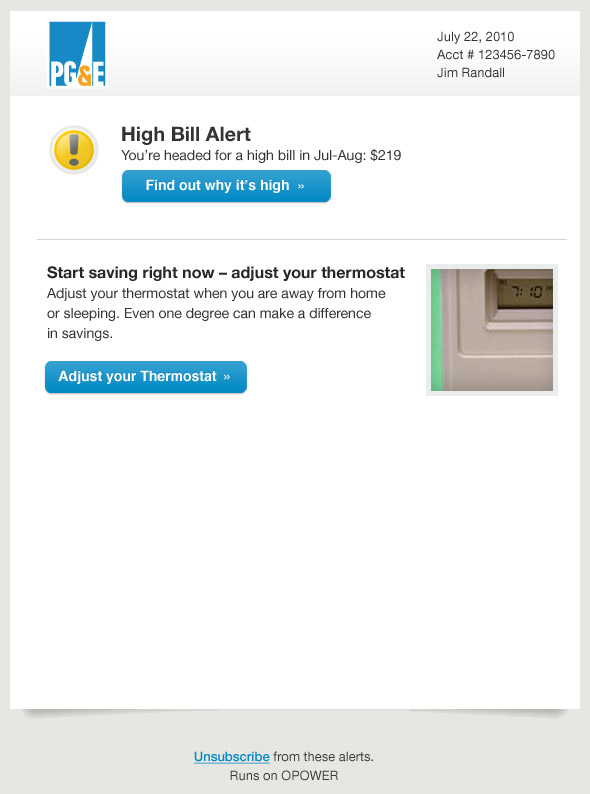 PG&E
July 22, 2010
Acct # 123456-7890
Jim Randall
High Bill Alert
You're headed for a high bill in Jul-Aug: $219
Find out why it's high »
Start saving right now – adjust your thermostat
Adjust your thermostat when you are away from home
or sleeping. Even one degree can make a difference
in savings.
7:10
Adjust your Thermostat »
Unsubscribe from these alerts.
Runs on OPOWER